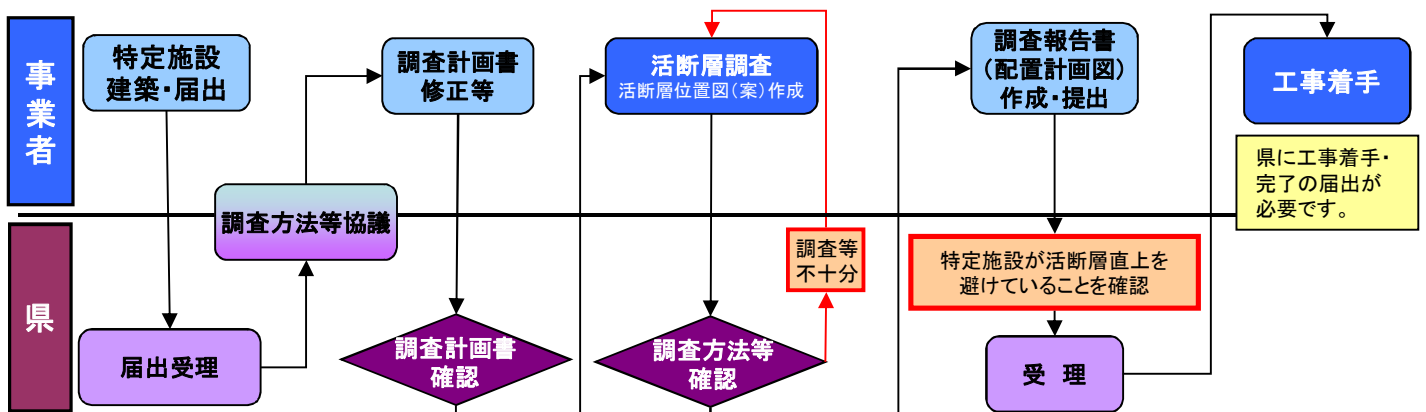 事業者
特定施設
建築・届出
調査計画書
修正等
活断層調査
活断層位置図(案)作成
調査報告書
(配置計画図)
作成・提出
工事着手
県に工事着手・
完了の届出が
必要です。
調査方法等協議
調査等
不十分
特定施設が活断層直上を
避けていることを確認
県
届出受理
調査計画書
確認
調査方法等
確認
受 理